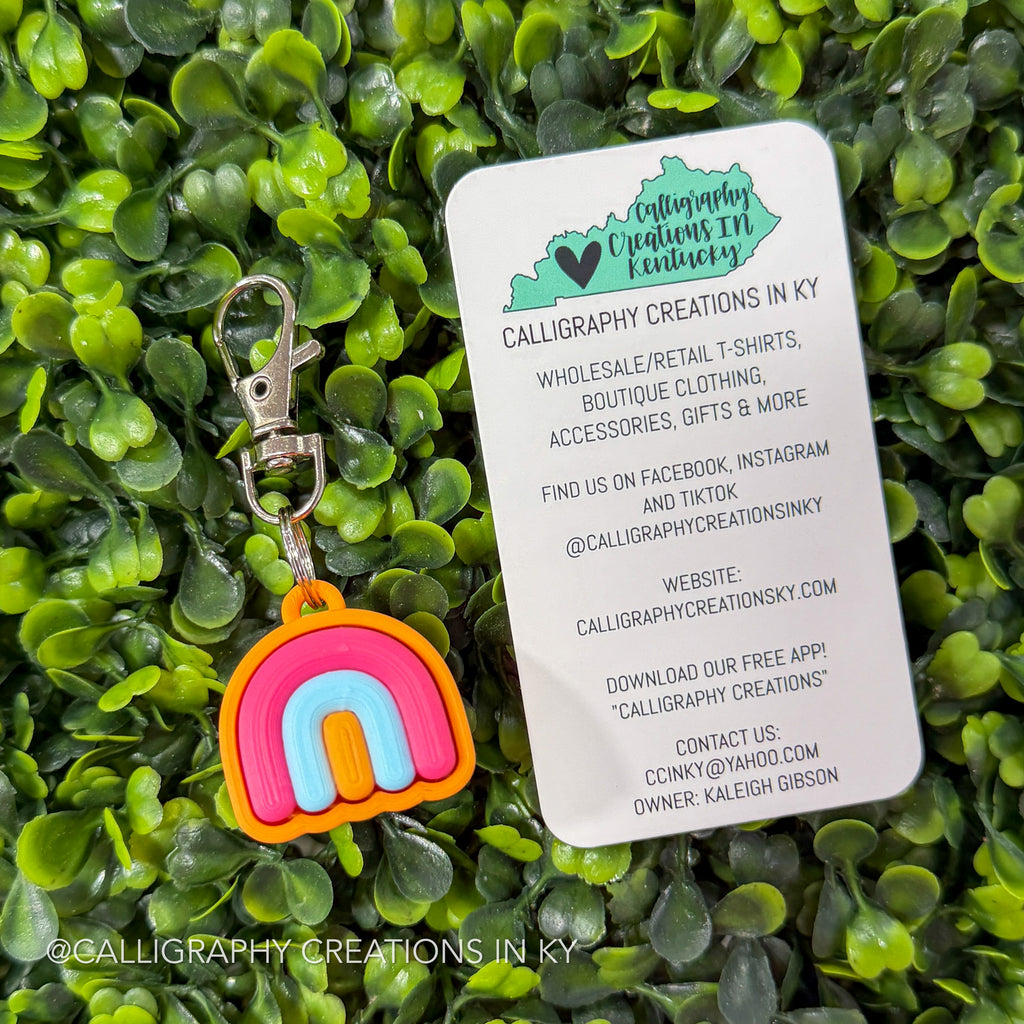 Calligraphy
Creations IN
Kentucky
CALLIGRAPHY CREATIONS IN KY
WHOLESALE/RETAIL T-SHIRTS,
BOUTIQUE CLOTHING,
ACCESSORIES, GIFTS & MORE
FIND US ON FACEBOOK, INSTAGRAM
AND TIKTOK
@CALLIGRAPHYCREATIONSINKY
WEBSITE:
CALLIGRAPHYCREATIONSKY.COM
DOWNLOAD OUR FREE APP!
"CALLIGRAPHY CREATIONS"
CONTACT US:
CCINKY@YAHOO.COM
OWNER: KALEIGH GIBSON
@CALLIGRAPHY CREATIONS IN KY